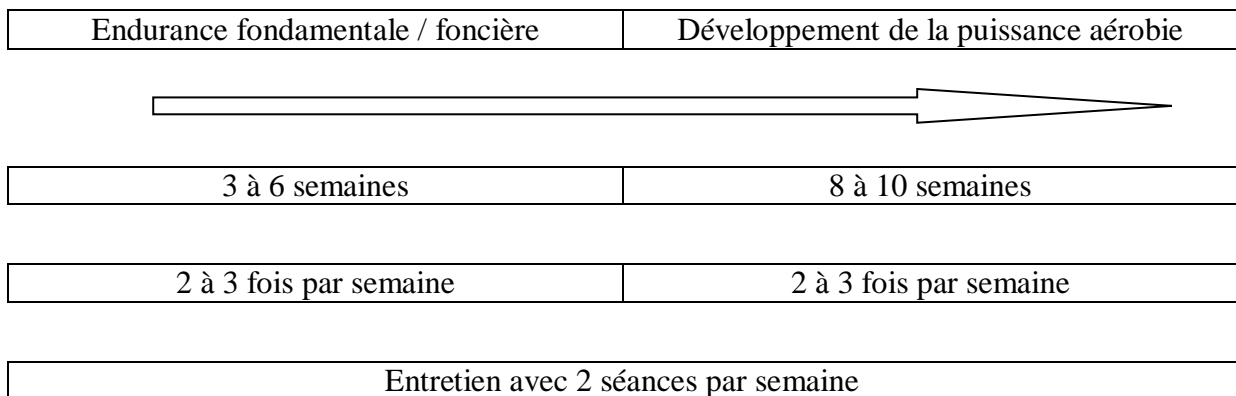 Endurance fondamentale / foncière Développement de la puissance aérobie
3 à 6 semaines 8 à 10 semaines
2 à 3 fois par semaine 2 à 3 fois par semaine
Entretien avec 2 séances par semaine